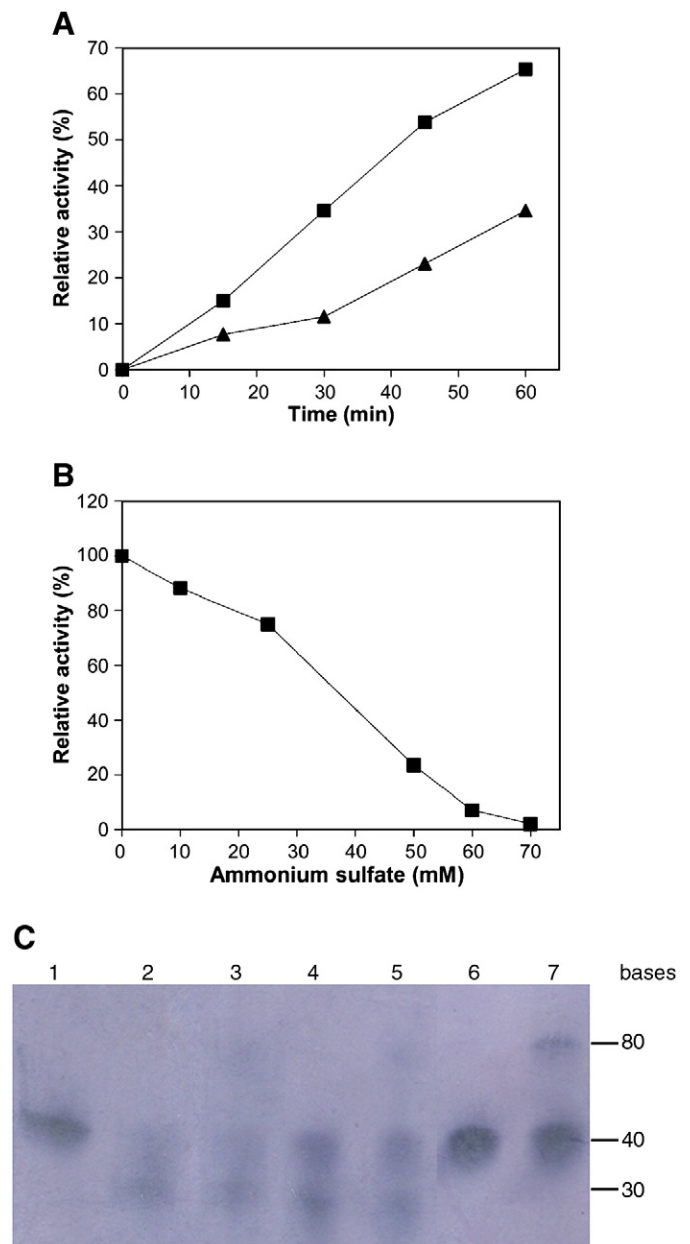 A
70
60
50
40
30
20
10
0
Relative activity (%)
0 10 20 30 40 50 60
Time (min)
B
120
100
80
60
40
20
0
Relative activity (%)
0 10 20 30 40 50 60 70
Ammonium sulfate (mM)
C
1 2 3 4 5 6 7 bases
80
40
30